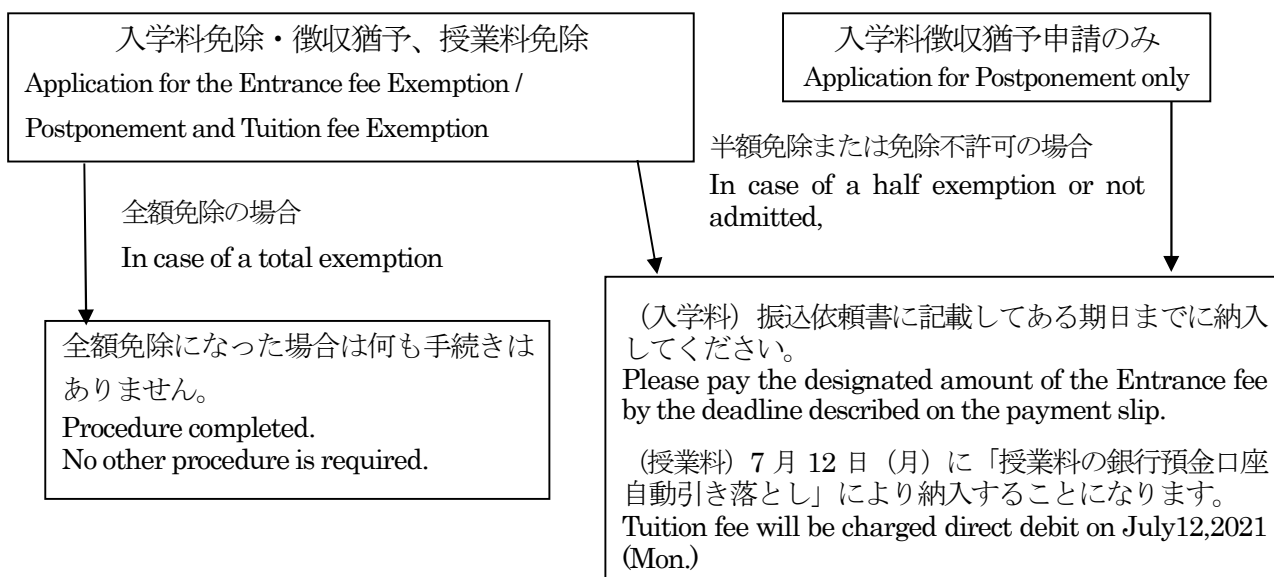 入学料免除・徴収猶予、授業料免除
Application for the Entrance fee Exemption /
Postponement and Tuition fee Exemption
入学料徴収猶予申請のみ
Application for Postponement only
半額免除または免除不許可の場合
In case of a half exemption or not
admitted,
全額免除の場合
In case of a total exemption
全額免除になった場合は何も手続きは
ありません。
Procedure completed.
No other procedure is required.
（入学料）振込依頼書に記載してある期日までに納入
してください。
Please pay the designated amount of the Entrance fee
by the deadline described on the payment slip.
（授業料）7 月 12 日（月）に「授業料の銀行預金口座
自動引き落とし」により納入することになります。
Tuition fee will be charged direct debit on July12,2021
(Mon.)